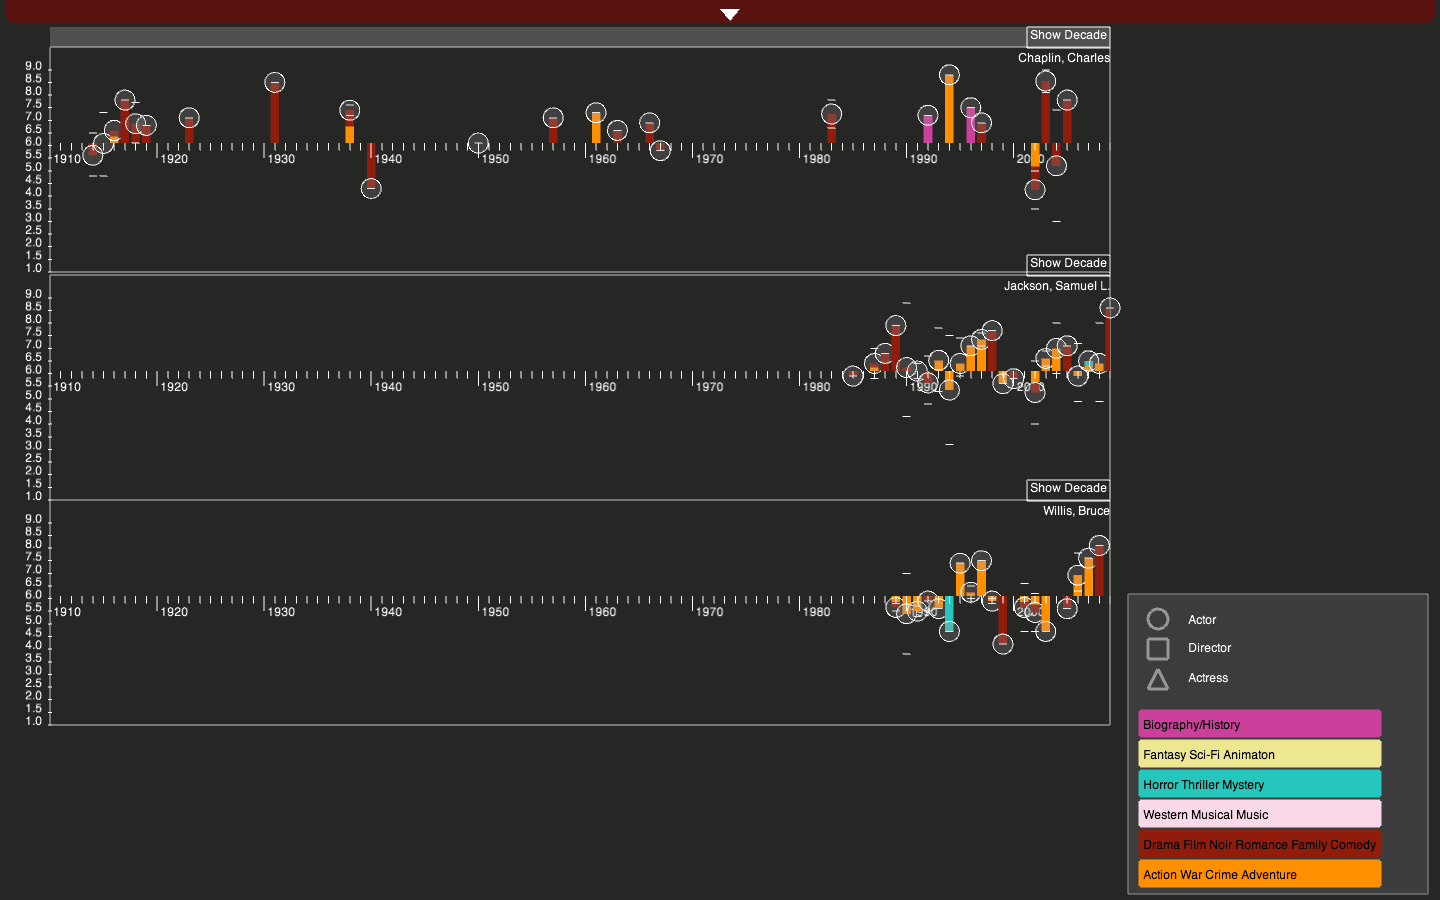 Show Decade
Chaplin, Charles
9.0
8.5
8.0
7.5
7.0
6.5
6.0
5.5
5.0
4.5
4.0
3.5
3.0
2.5
2.0
1.5
1.0
1910 1920 1930 1940 1950 1960 1970 1980 1990 2000
Show Decade
Jackson, Samuel L.
9.0
8.5
8.0
7.5
7.0
6.5
6.0
5.5
5.0
4.5
4.0
3.5
3.0
2.5
2.0
1.5
1.0
1910 1920 1930 1940 1950 1960 1970 1980 1990 2000
Show Decade
Willis, Bruce
9.0
8.5
8.0
7.5
7.0
6.5
6.0
5.5
5.0
4.5
4.0
3.5
3.0
2.5
2.0
1.5
1.0
1910 1920 1930 1940 1950 1960 1970 1980 1990 2000
Actor
Director
Actress
Biography/History
Fantasy Sci-Fi Animaton
Horror Thriller Mystery
Western Musical Music
Drama Film Noir Romance Family Comedy
Action War Crime Adventure